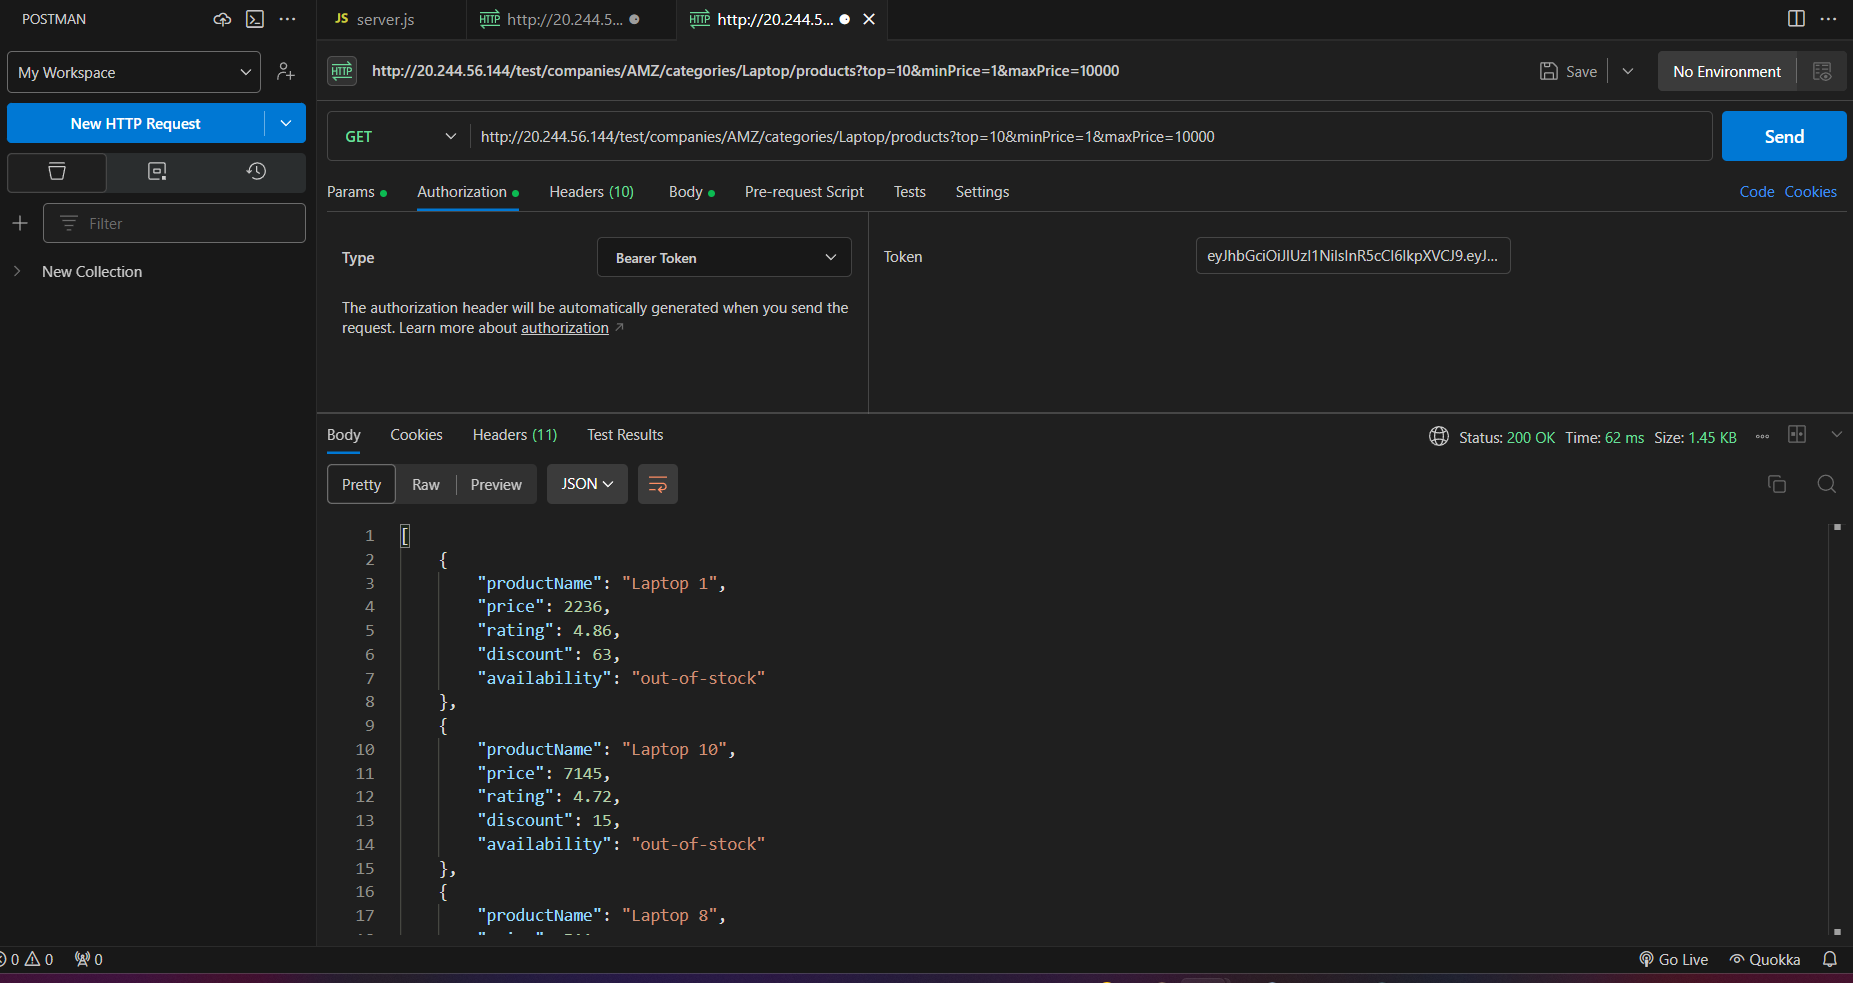 POSTMAN
JS server.js
HTTP http://20.244.5...
HTTP http://20.244.5...
My Workspace
HTTP http://20.244.56.144/test/companies/AMZ/categories/Laptop/products?top=10&minPrice=1&maxPrice=10000
Save
No Environment
New HTTP Request
GET http://20.244.56.144/test/companies/AMZ/categories/Laptop/products?top=10&minPrice=1&maxPrice=10000
Send
Params Authorization Headers (10) Body Pre-request Script Tests Settings
Code Cookies
Filter
New Collection
Type Bearer Token
Token eyJhbGciOiJIUzI1NiIsInR5cCI6IkpXVCJ9.eyJ...
The authorization header will be automatically generated when you send the
request. Learn more about authorization
Body Cookies Headers (11) Test Results
Status: 200 OK Time: 62 ms Size: 1.45 KB
Pretty Raw Preview JSON
1 [
2 {
3 "productName": "Laptop 1",
4 "price": 2236,
5 "rating": 4.86,
6 "discount": 63,
7 "availability": "out-of-stock"
8 },
9 {
10 "productName": "Laptop 10",
11 "price": 7145,
12 "rating": 4.72,
13 "discount": 15,
14 "availability": "out-of-stock"
15 },
16 {
17 "productName": "Laptop 8",
0 0 0
Go Live Quokka